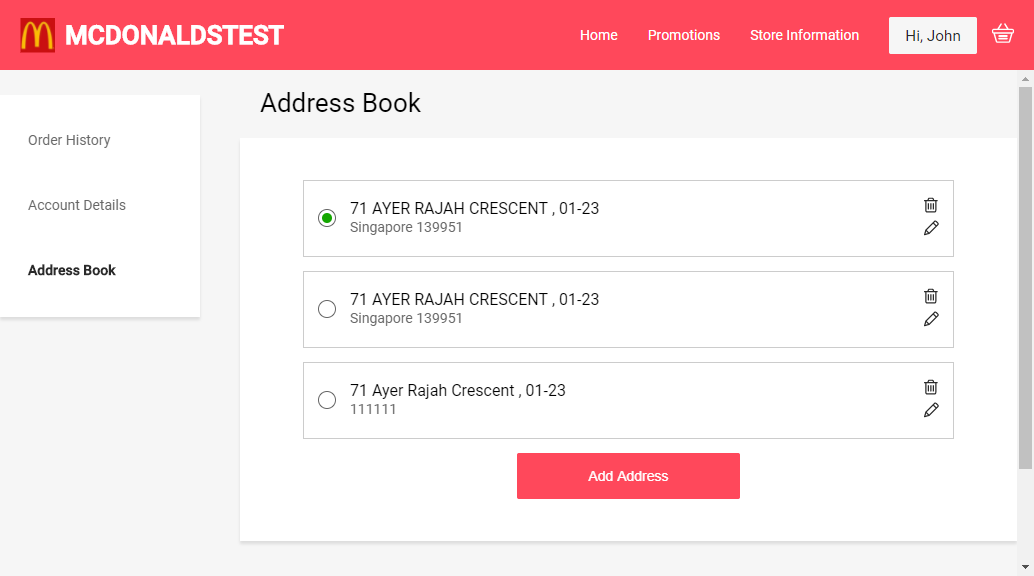 MCDONALDSTEST
Home
Promotions
Store Information
Hi, John
Order History
Account Details
Address Book
Address Book
71 AYER RAJAH CRESCENT , 01-23
Singapore 139951
71 AYER RAJAH CRESCENT , 01-23
Singapore 139951
71 Ayer Rajah Crescent , 01-23
111111
Add Address